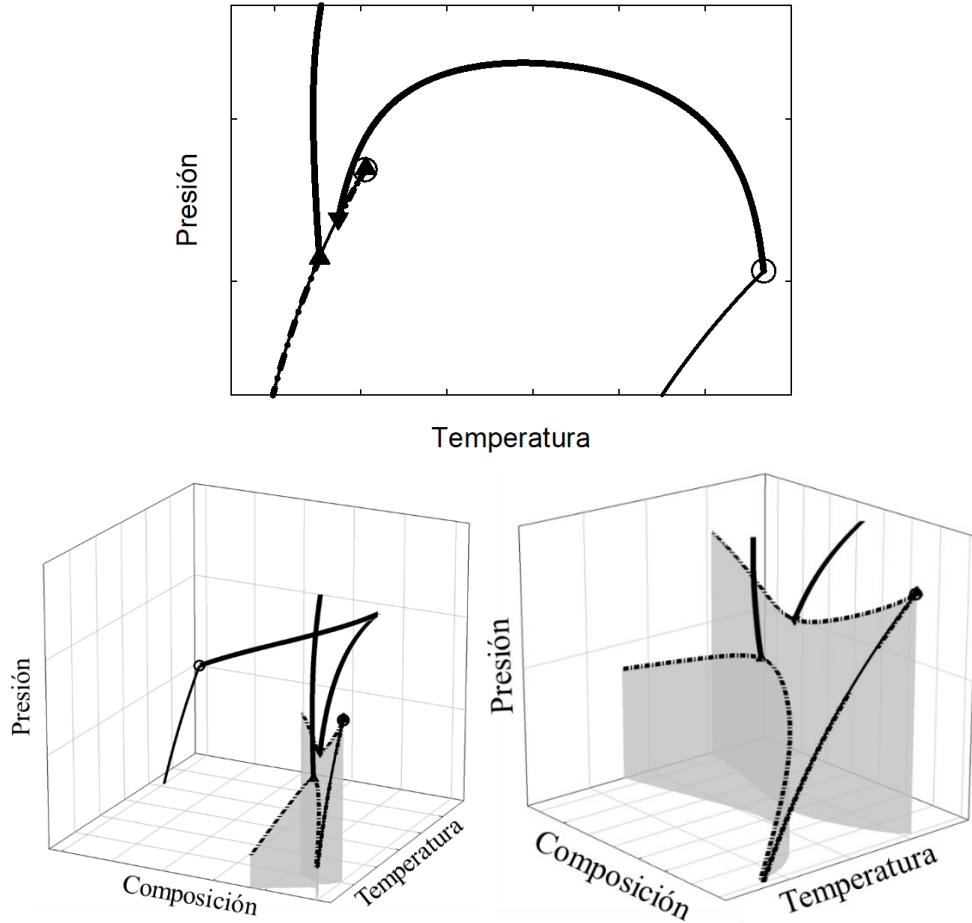 Presión
Temperatura
Presión
Composición
Temperatura
Presión
Composición
Temperatura